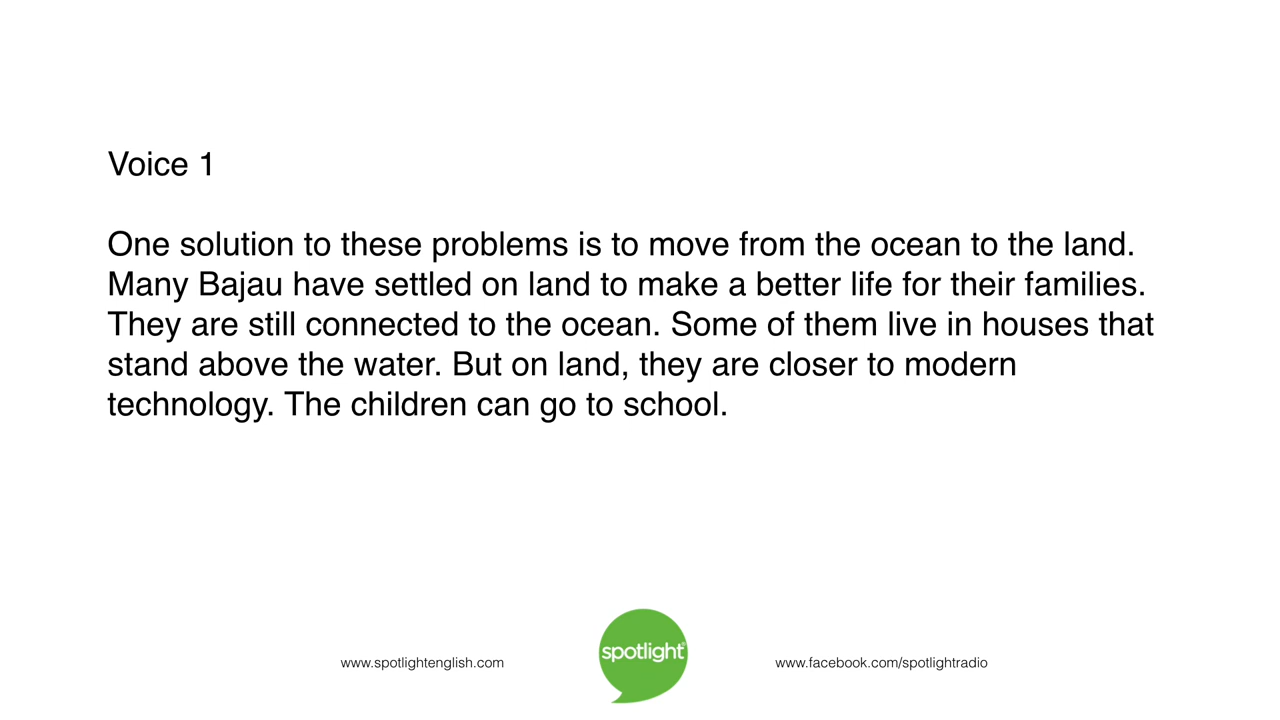 Voice 1
One solution to these problems is to move from the ocean to the land.
Many Bajau have settled on land to make a better life for their families.
They are still connected to the ocean. Some of them live in houses that
stand above the water. But on land, they are closer to modern
technology. The children can go to school.
www.spotlightenglish.com
spotlight®
www.facebook.com/spotlightradio